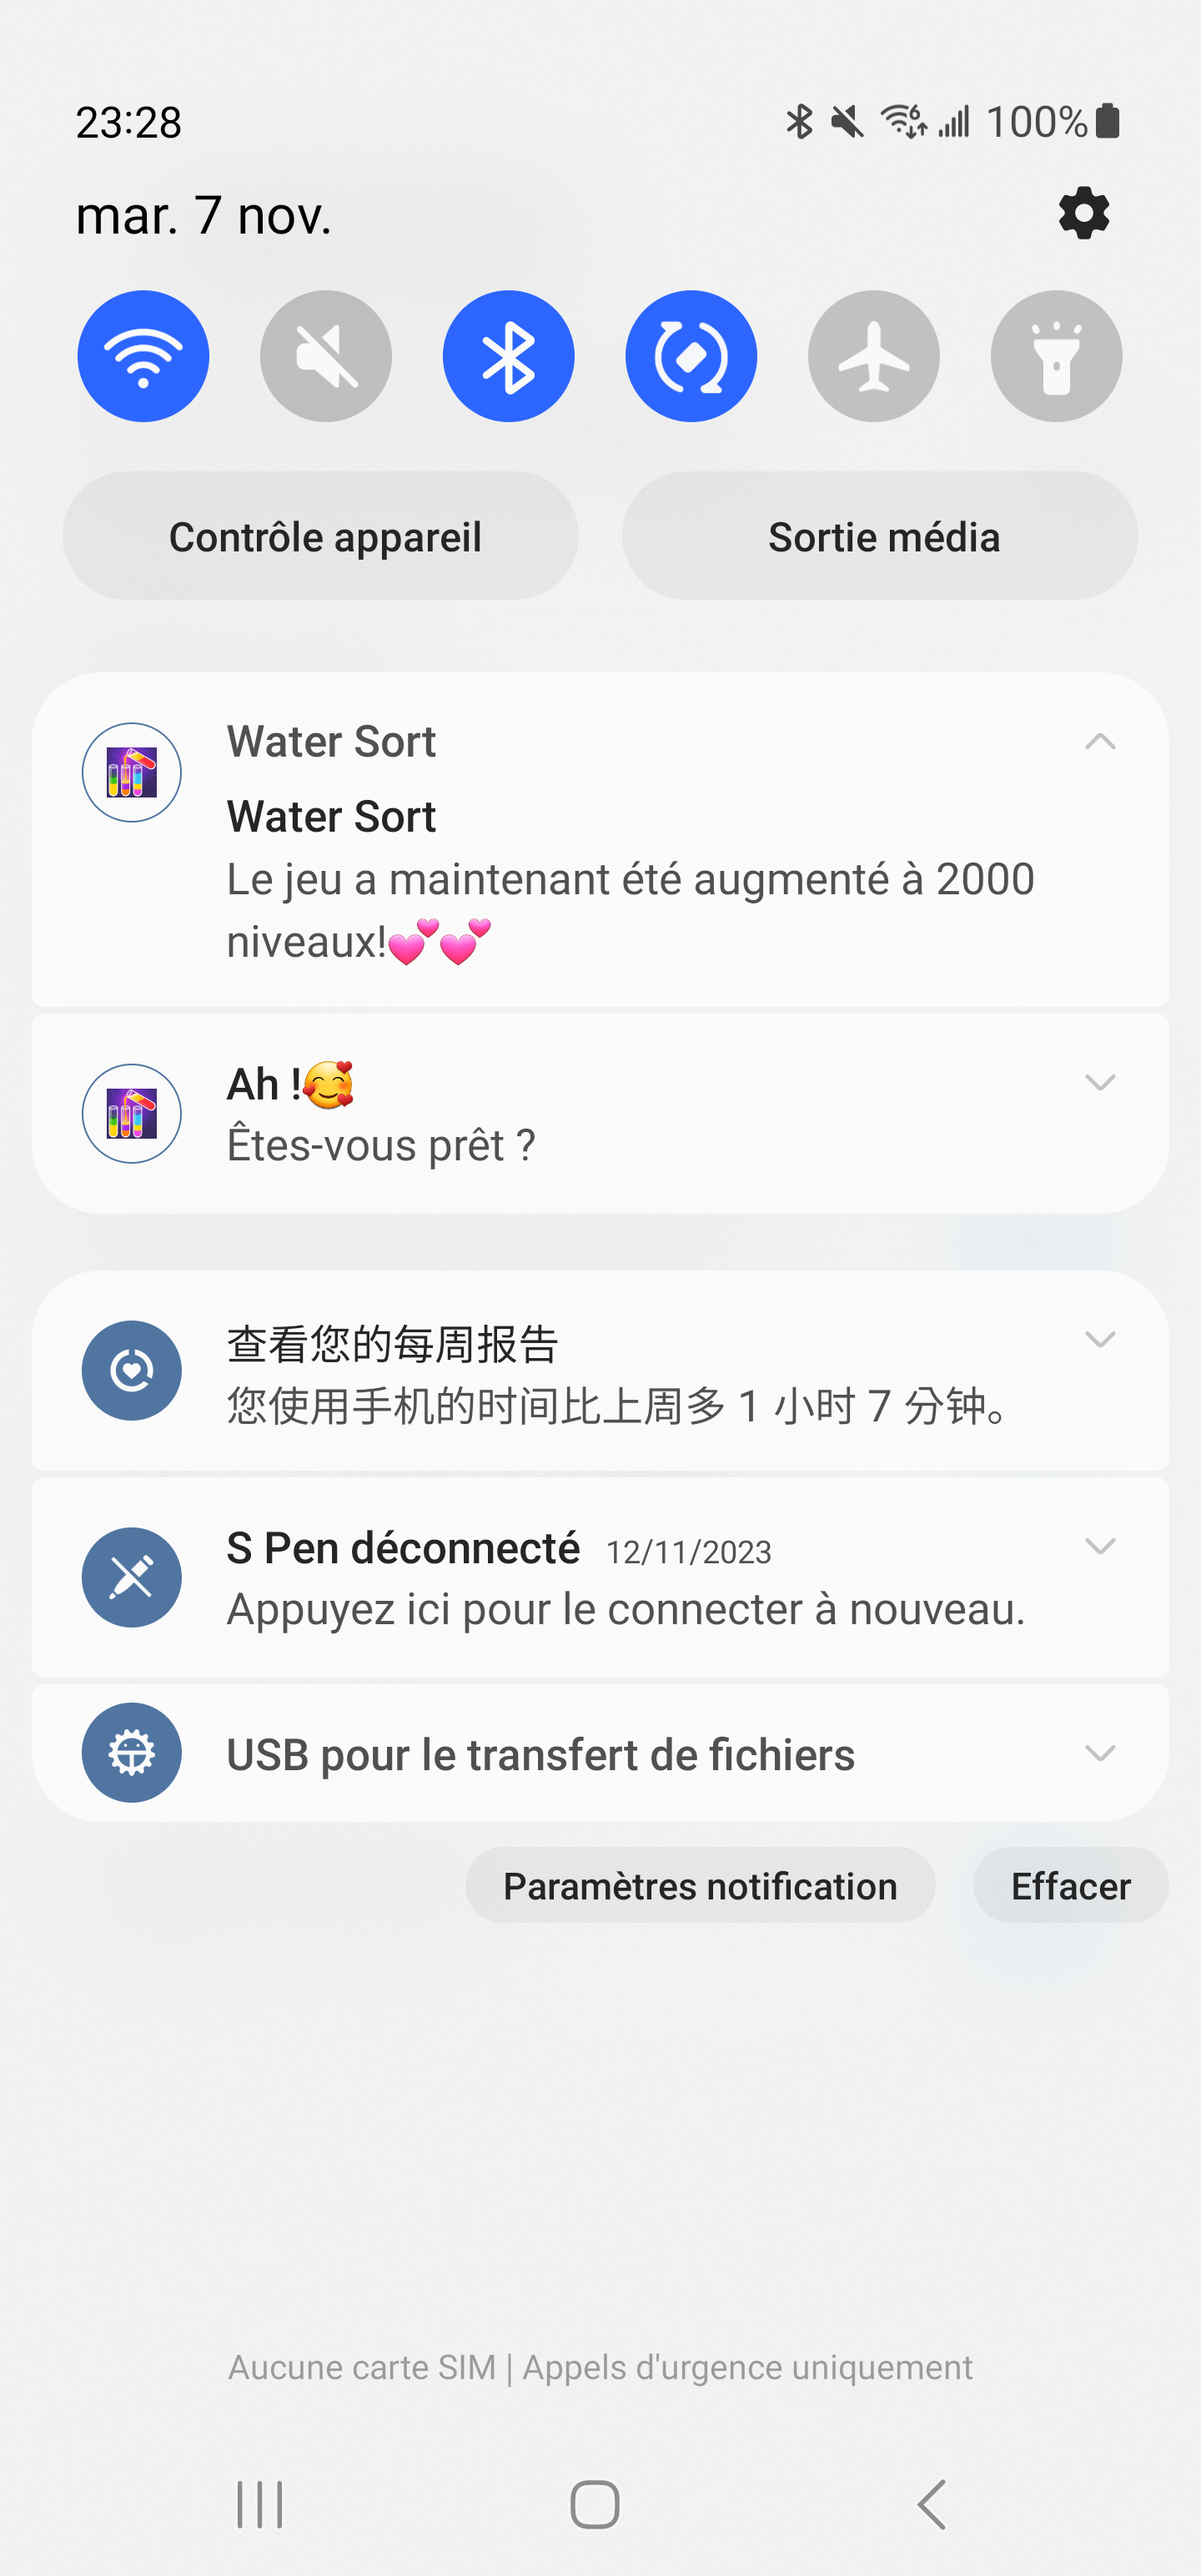 23:28
100%
mar. 7 nov.
Contrôle appareil
Sortie média
Water Sort
Water Sort
Le jeu a maintenant été augmenté à 2000
niveaux!💕💕
Ah !🥰
Êtes-vous prêt ?
查看您的每周报告
您使用手机的时间比上周多 1 小时 7 分钟。
S Pen déconnecté 12/11/2023
Appuyez ici pour le connecter à nouveau.
USB pour le transfert de fichiers
Paramètres notification
Effacer
Aucune carte SIM | Appels d'urgence uniquement